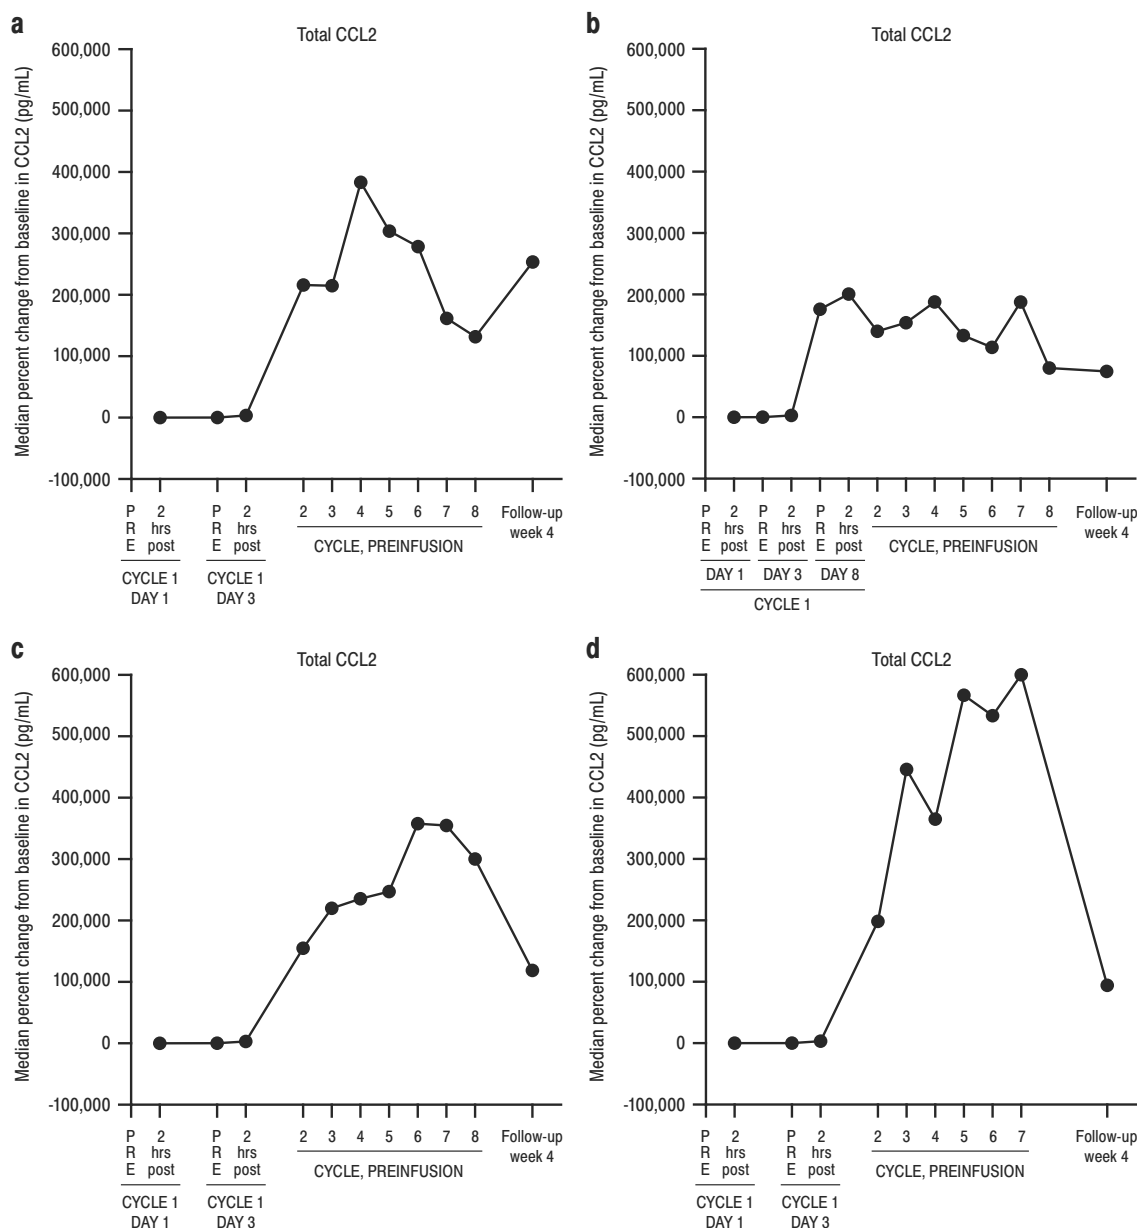 a
Total CCL2
Median percent change from baseline in CCL2 (pg/mL)
600,000
500,000
400,000
300,000
200,000
100,000
0
-100,000
PRE
2 hrs post
PRE
2 hrs post
2 3 4 5 6 7 8
Follow-up
week 4
CYCLE, PREINFUSION
CYCLE 1
DAY 1
CYCLE 1
DAY 3
b
Total CCL2
Median percent change from baseline in CCL2 (pg/mL)
600,000
500,000
400,000
300,000
200,000
100,000
0
-100,000
PRE
2 hrs post
PRE
2 hrs post
PRE
2 hrs post
2 3 4 5 6 7 8
Follow-up
week 4
CYCLE, PREINFUSION
DAY 1
DAY 3
DAY 8
CYCLE 1
c
Total CCL2
Median percent change from baseline in CCL2 (pg/mL)
600,000
500,000
400,000
300,000
200,000
100,000
0
-100,000
PRE
2 hrs post
PRE
2 hrs post
2 3 4 5 6 7 8
Follow-up
week 4
CYCLE, PREINFUSION
CYCLE 1
DAY 1
CYCLE 1
DAY 3
d
Total CCL2
Median percent change from baseline in CCL2 (pg/mL)
600,000
500,000
400,000
300,000
200,000
100,000
0
-100,000
PRE
2 hrs post
PRE
2 hrs post
2 3 4 5 6 7
Follow-up
week 4
CYCLE, PREINFUSION
CYCLE 1
DAY 1
CYCLE 1
DAY 3